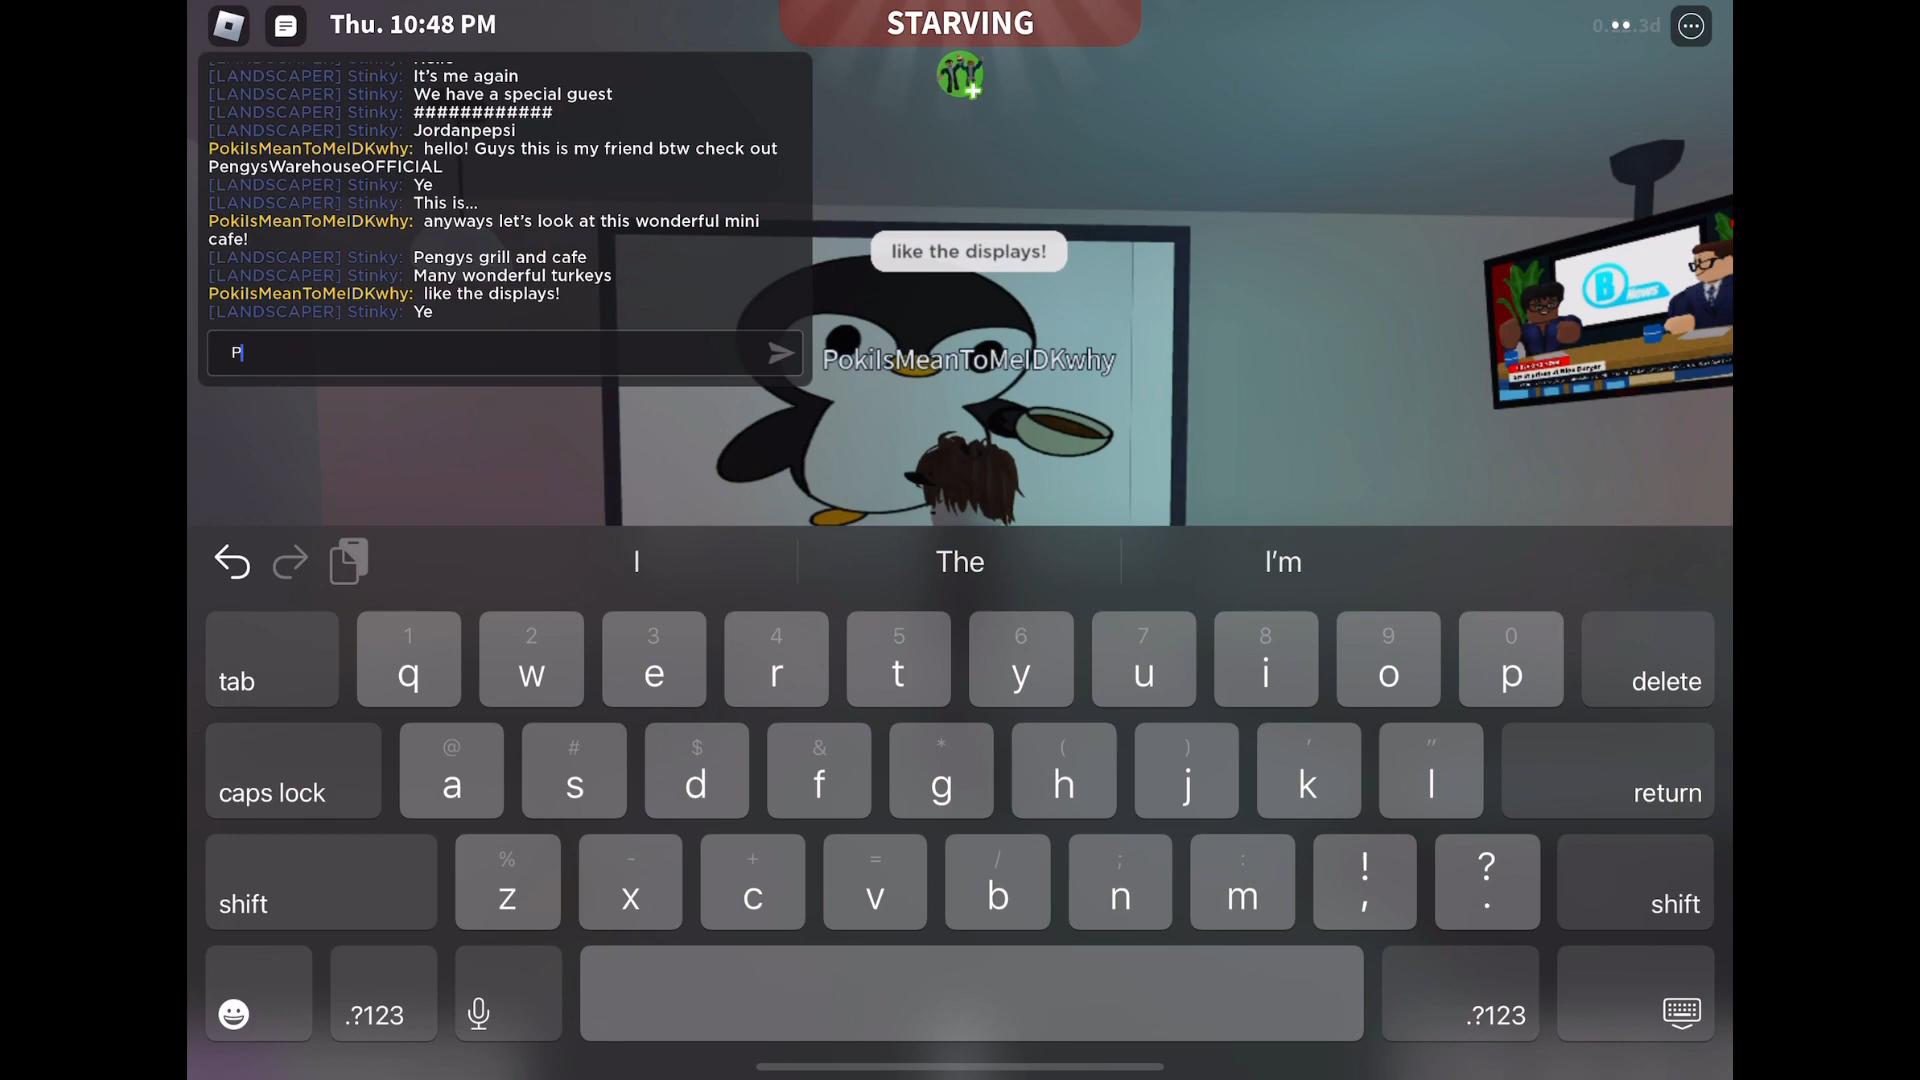 Thu. 10:48 PM
STARVING
[LANDSCAPER] Stinky: It’s me again
[LANDSCAPER] Stinky: We have a special guest
[LANDSCAPER] Stinky: ############
[LANDSCAPER] Stinky: Jordanpepsi
PokiIsMeanToMeIDKwhy: hello! Guys this is my friend btw check out
PengysWarehouseOFFICIAL
[LANDSCAPER] Stinky: Ye
[LANDSCAPER] Stinky: This is...
PokiIsMeanToMeIDKwhy: anyways let’s look at this wonderful mini
cafe!
[LANDSCAPER] Stinky: Pengys grill and cafe
[LANDSCAPER] Stinky: Many wonderful turkeys
PokiIsMeanToMeIDKwhy: like the displays!
[LANDSCAPER] Stinky: Ye
P
like the displays!
PokiIsMeanToMeIDKwhy
B NEWS
I The I’m
tab 1 q 2 w 3 e 4 r 5 t 6 y 7 u 8 i 9 o 0 p delete
caps lock @ a # s $ d & f * g ( h ) j ' k " l return
shift % z - x + c = v / b ; n : m ! , ? . shift
.?123 .?123